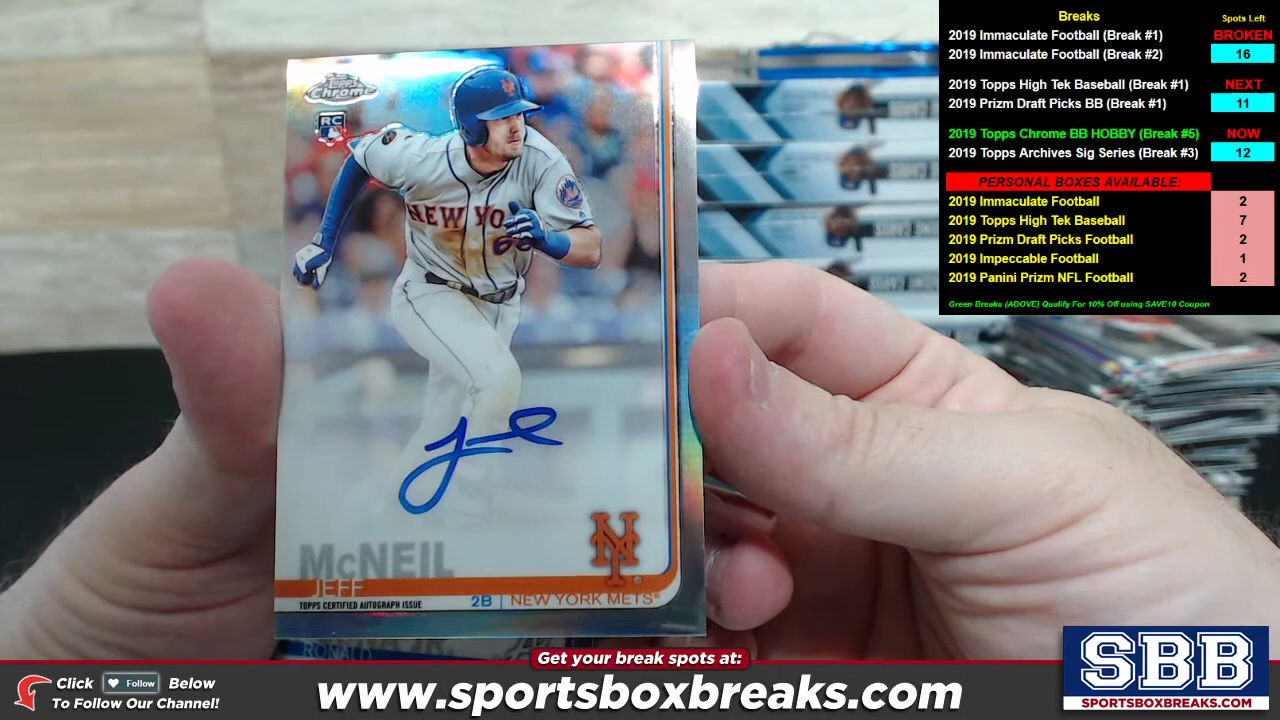 Topps
Chrome
RC
NEW YO
McNEIL
JEFF
TOPPS CERTIFIED AUTOGRAPH ISSUE
2B | NEW YORK METS®
RONALD
Breaks Spots Left
2019 Immaculate Football (Break #1) BROKEN
2019 Immaculate Football (Break #2) 16
2019 Topps High Tek Baseball (Break #1) NEXT
2019 Prizm Draft Picks BB (Break #1) 11
2019 Topps Chrome BB HOBBY (Break #5) NOW
2019 Topps Archives Sig Series (Break #3) 12
PERSONAL BOXES AVAILABLE:
2019 Immaculate Football 2
2019 Topps High Tek Baseball 7
2019 Prizm Draft Picks Football 2
2019 Impeccable Football 1
2019 Panini Prizm NFL Football 2
Green Breaks (ABOVE) Qualify For 10% Off using SAVE10 Coupon
Get your break spots at:
Click Follow Below
To Follow Our Channel!
www.sportsboxbreaks.com
SBB
SPORTSBOXBREAKS.COM